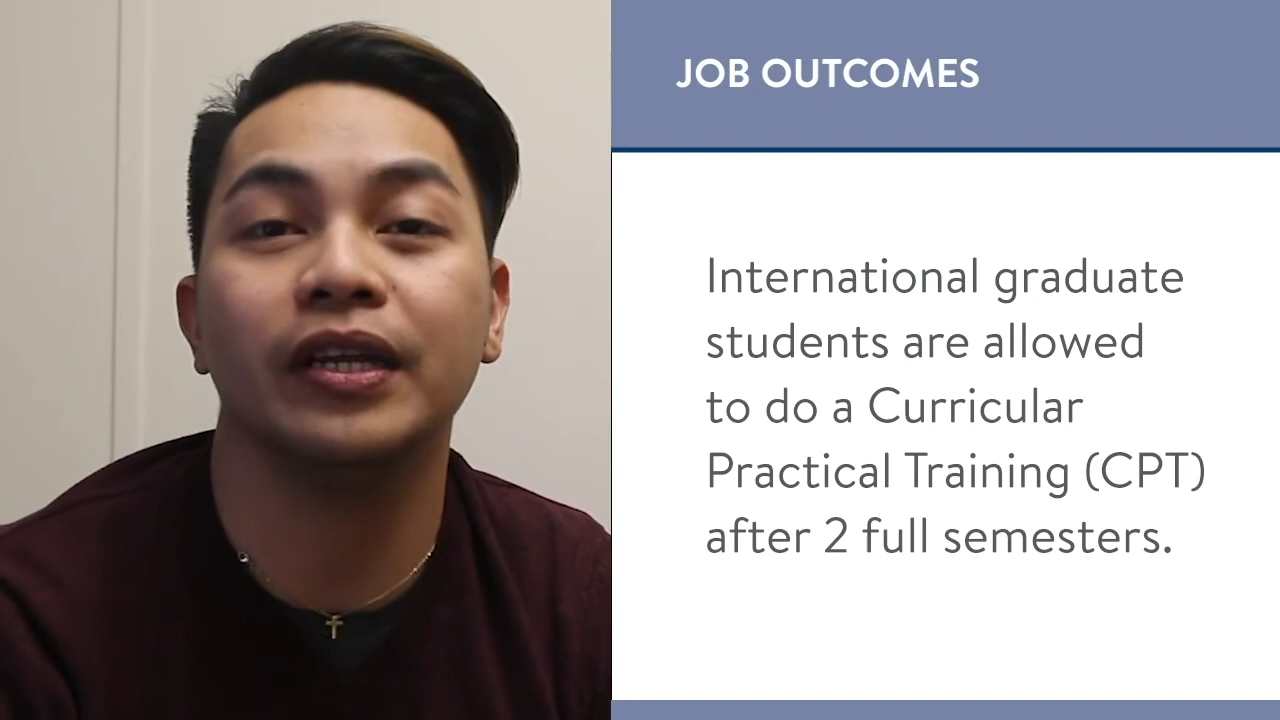 JOB OUTCOMES
International graduate
students are allowed
to do a Curricular
Practical Training (CPT)
after 2 full semesters.